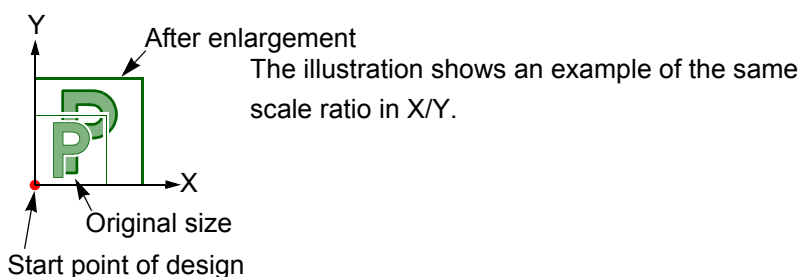 Y
After enlargement
The illustration shows an example of the same
scale ratio in X/Y.
P
P
X
Original size
Start point of design